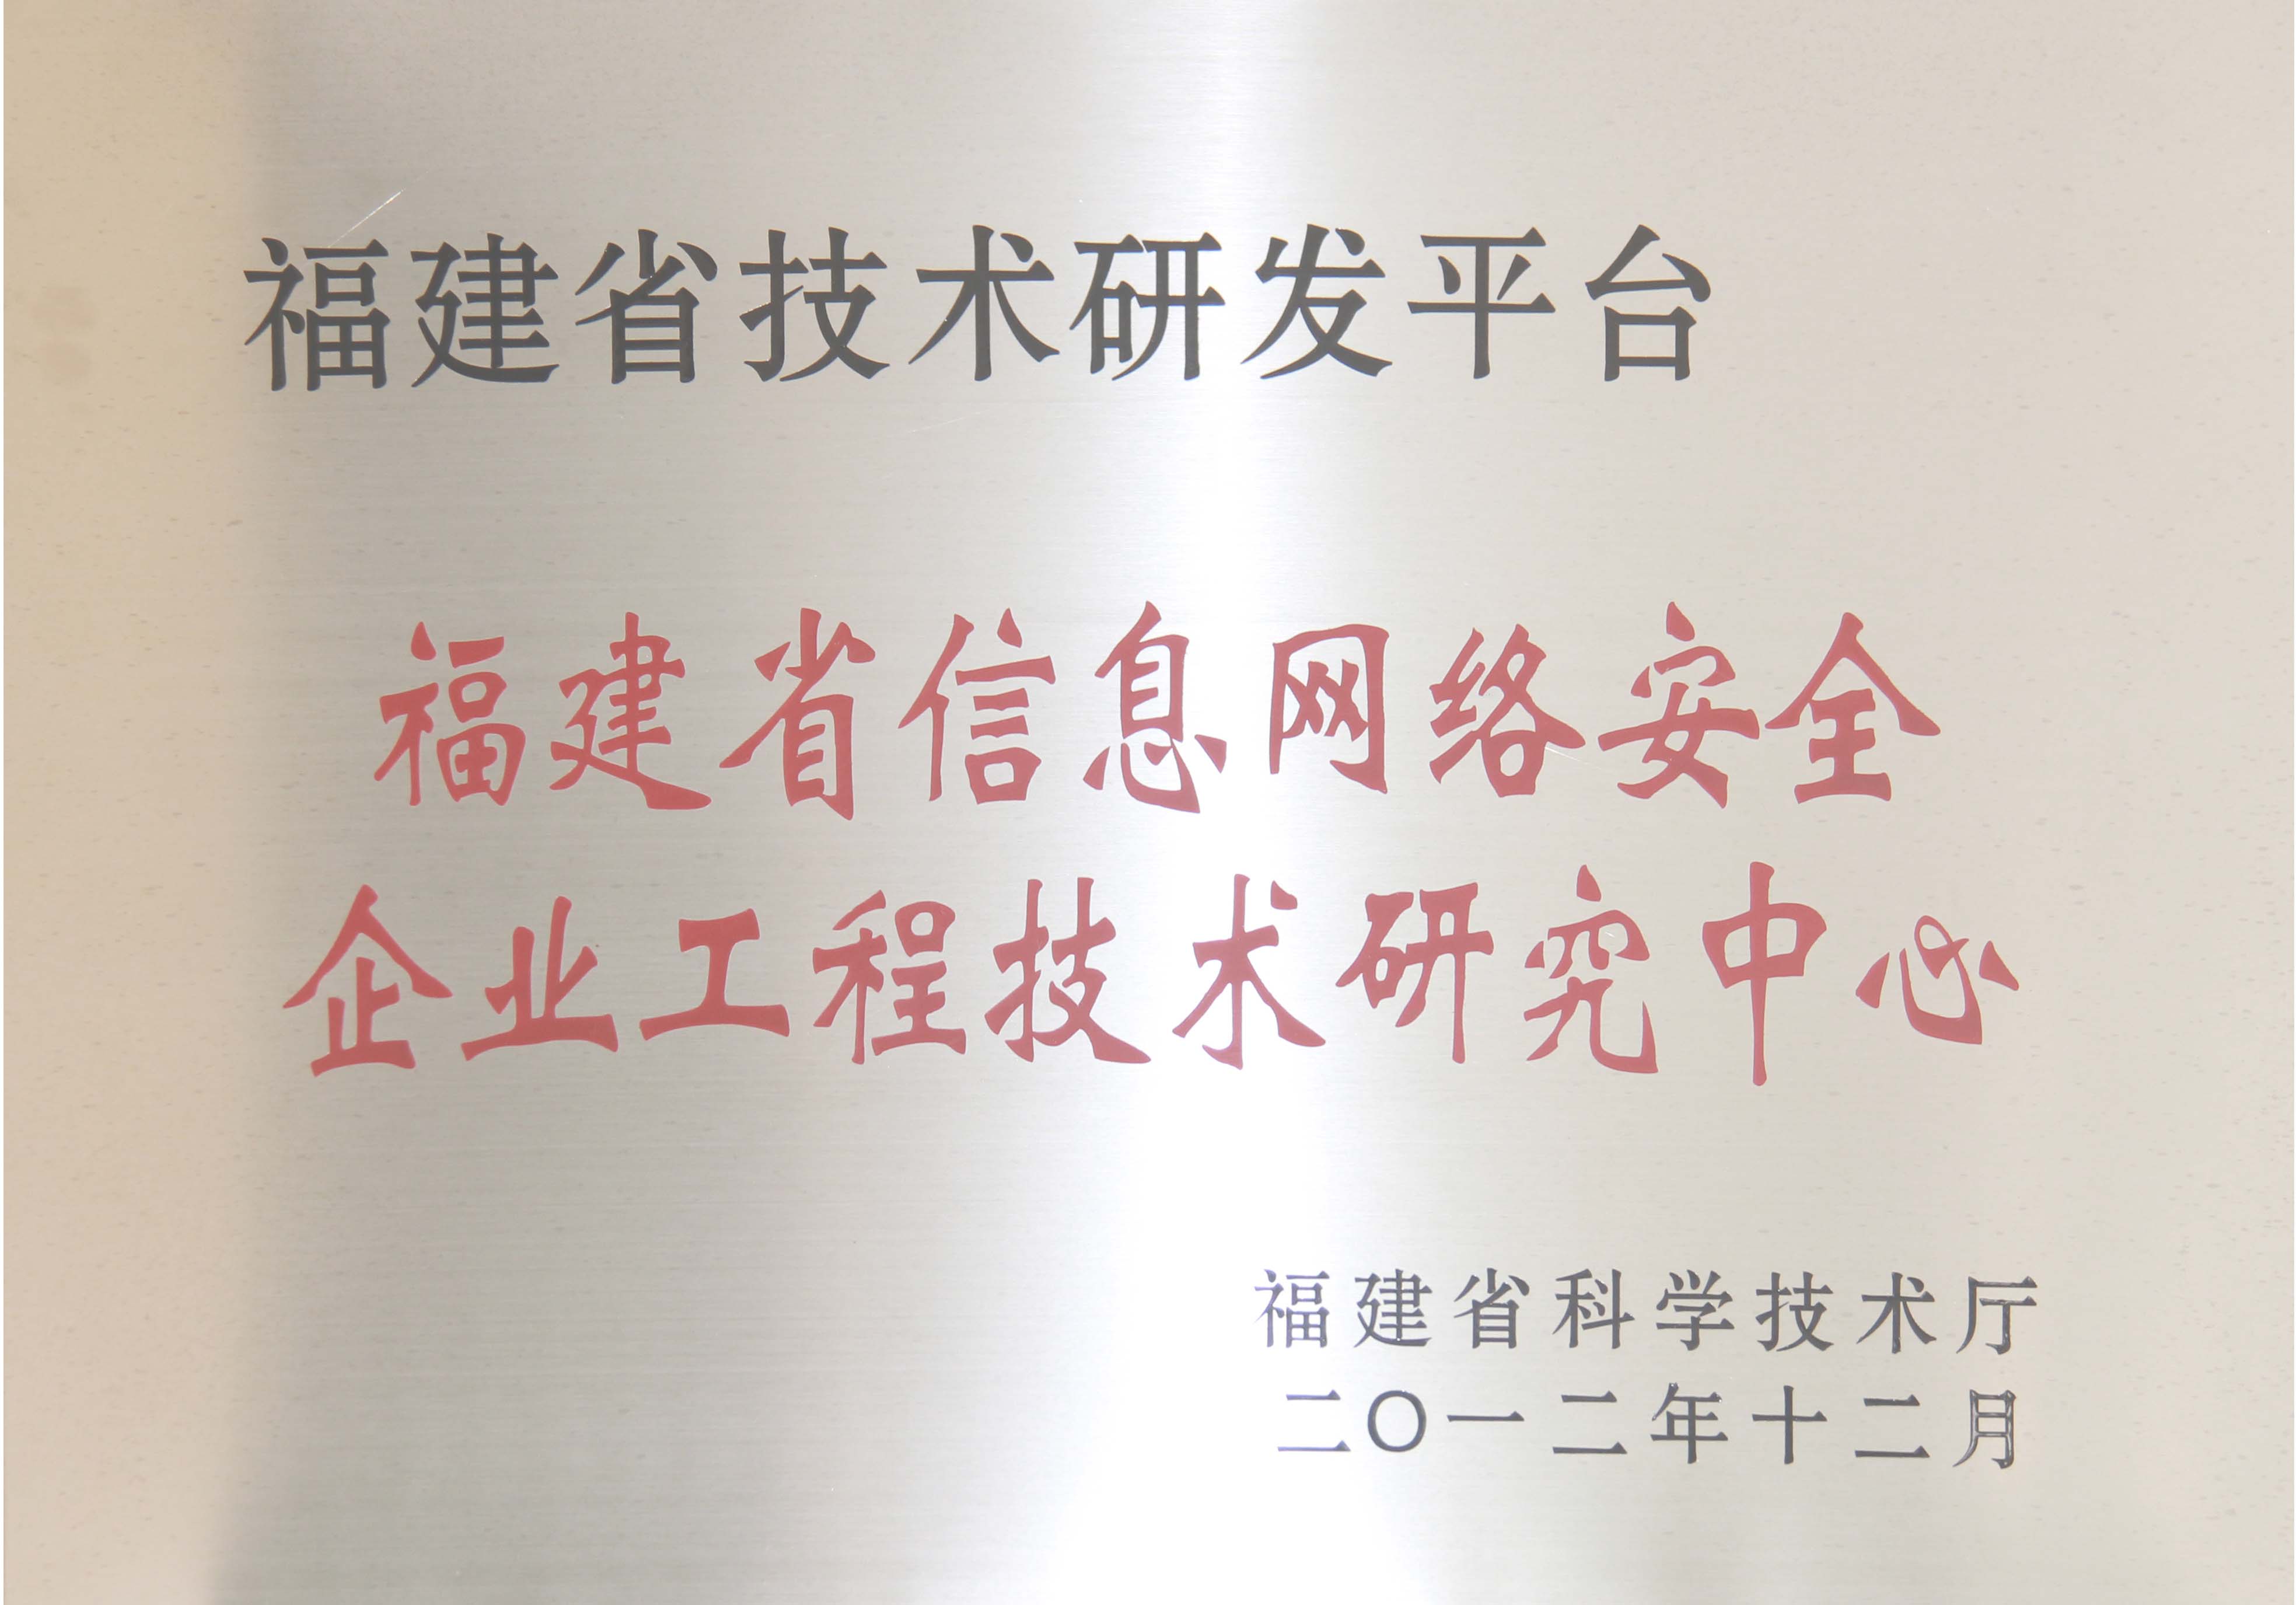 福建省技术研发平台
福建省信息网络安全
企业工程技术研究中心
福建省科学技术厅
二〇一二年十二月